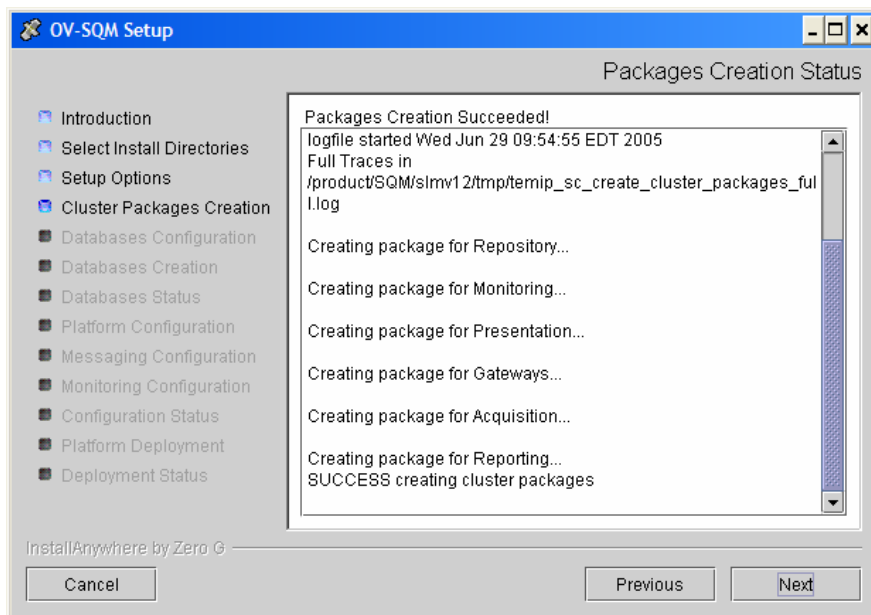 OV-SQM Setup
Packages Creation Status
Introduction
Select Install Directories
Setup Options
Cluster Packages Creation
Databases Configuration
Databases Creation
Databases Status
Platform Configuration
Messaging Configuration
Monitoring Configuration
Configuration Status
Platform Deployment
Deployment Status
Packages Creation Succeeded!
logfile started Wed Jun 29 09:54:55 EDT 2005
Full Traces in
/product/SQM/slmv12/tmp/temip_sc_create_cluster_packages_ful
l.log
Creating package for Repository...
Creating package for Monitoring...
Creating package for Presentation...
Creating package for Gateways...
Creating package for Acquisition...
Creating package for Reporting...
SUCCESS creating cluster packages
InstallAnywhere by Zero G
Cancel
Previous
Next